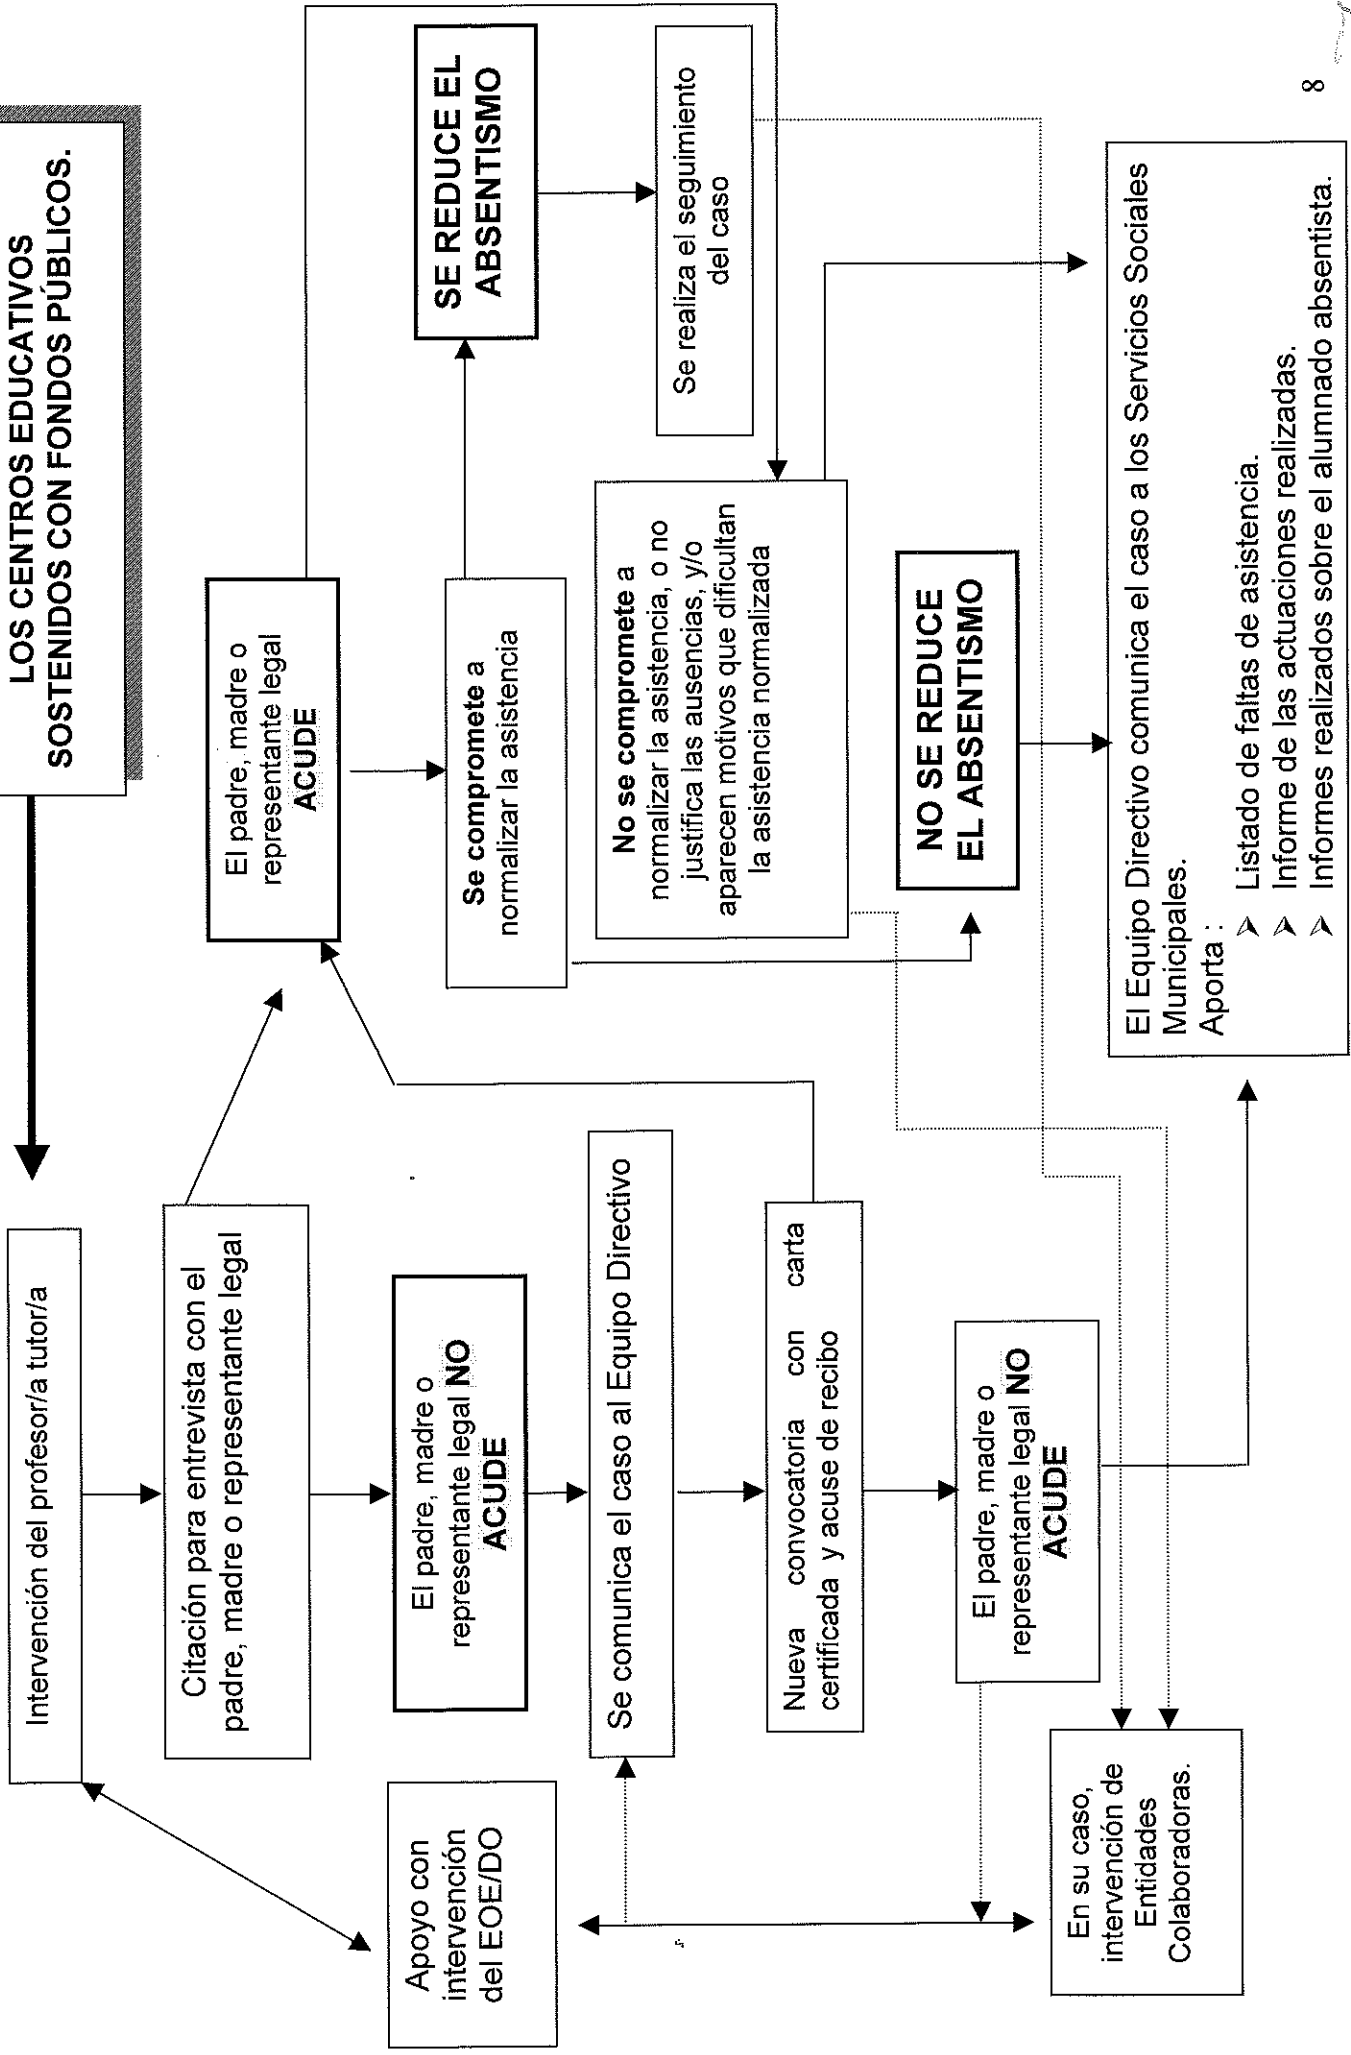 LOS CENTROS EDUCATIVOS
SOSTENIDOS CON FONDOS PÚBLICOS.
Intervención del profesor/a tutor/a
Citación para entrevista con el
padre, madre o representante legal
El padre, madre o
representante legal
ACUDE
Apoyo con
intervención
del EOE/DO
El padre, madre o
representante legal NO
ACUDE
Se compromete a
normalizar la asistencia
SE REDUCE EL
ABSENTISMO
Se comunica el caso al Equipo Directivo
No se compromete a
normalizar la asistencia, o no
justifica las ausencias, y/o
aparecen motivos que dificultan
la asistencia normalizada
Se realiza el seguimiento
del caso
Nueva convocatoria con carta
certificada y acuse de recibo
NO SE REDUCE
EL ABSENTISMO
El padre, madre o
representante legal NO
ACUDE
En su caso,
intervención de
Entidades
Colaboradoras.
El Equipo Directivo comunica el caso a los Servicios Sociales
Municipales.
Aporta :
➢ Listado de faltas de asistencia.
➢ Informe de las actuaciones realizadas.
➢ Informes realizados sobre el alumnado absentista.
8